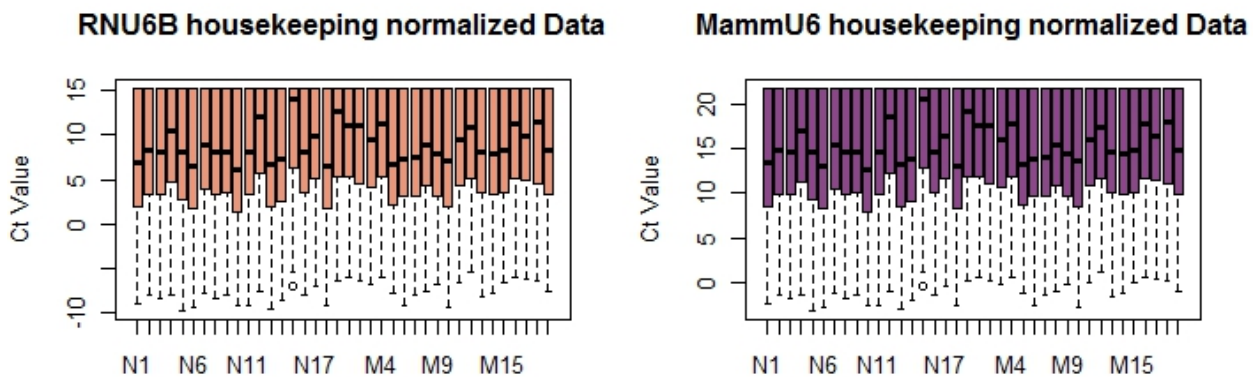 RNU6B housekeeping normalized Data
Ct Value
15
10
5
0
-10
N1 N6 N11 N17 M4 M9 M15
MammU6 housekeeping normalized Data
Ct Value
20
15
10
5
0
N1 N6 N11 N17 M4 M9 M15